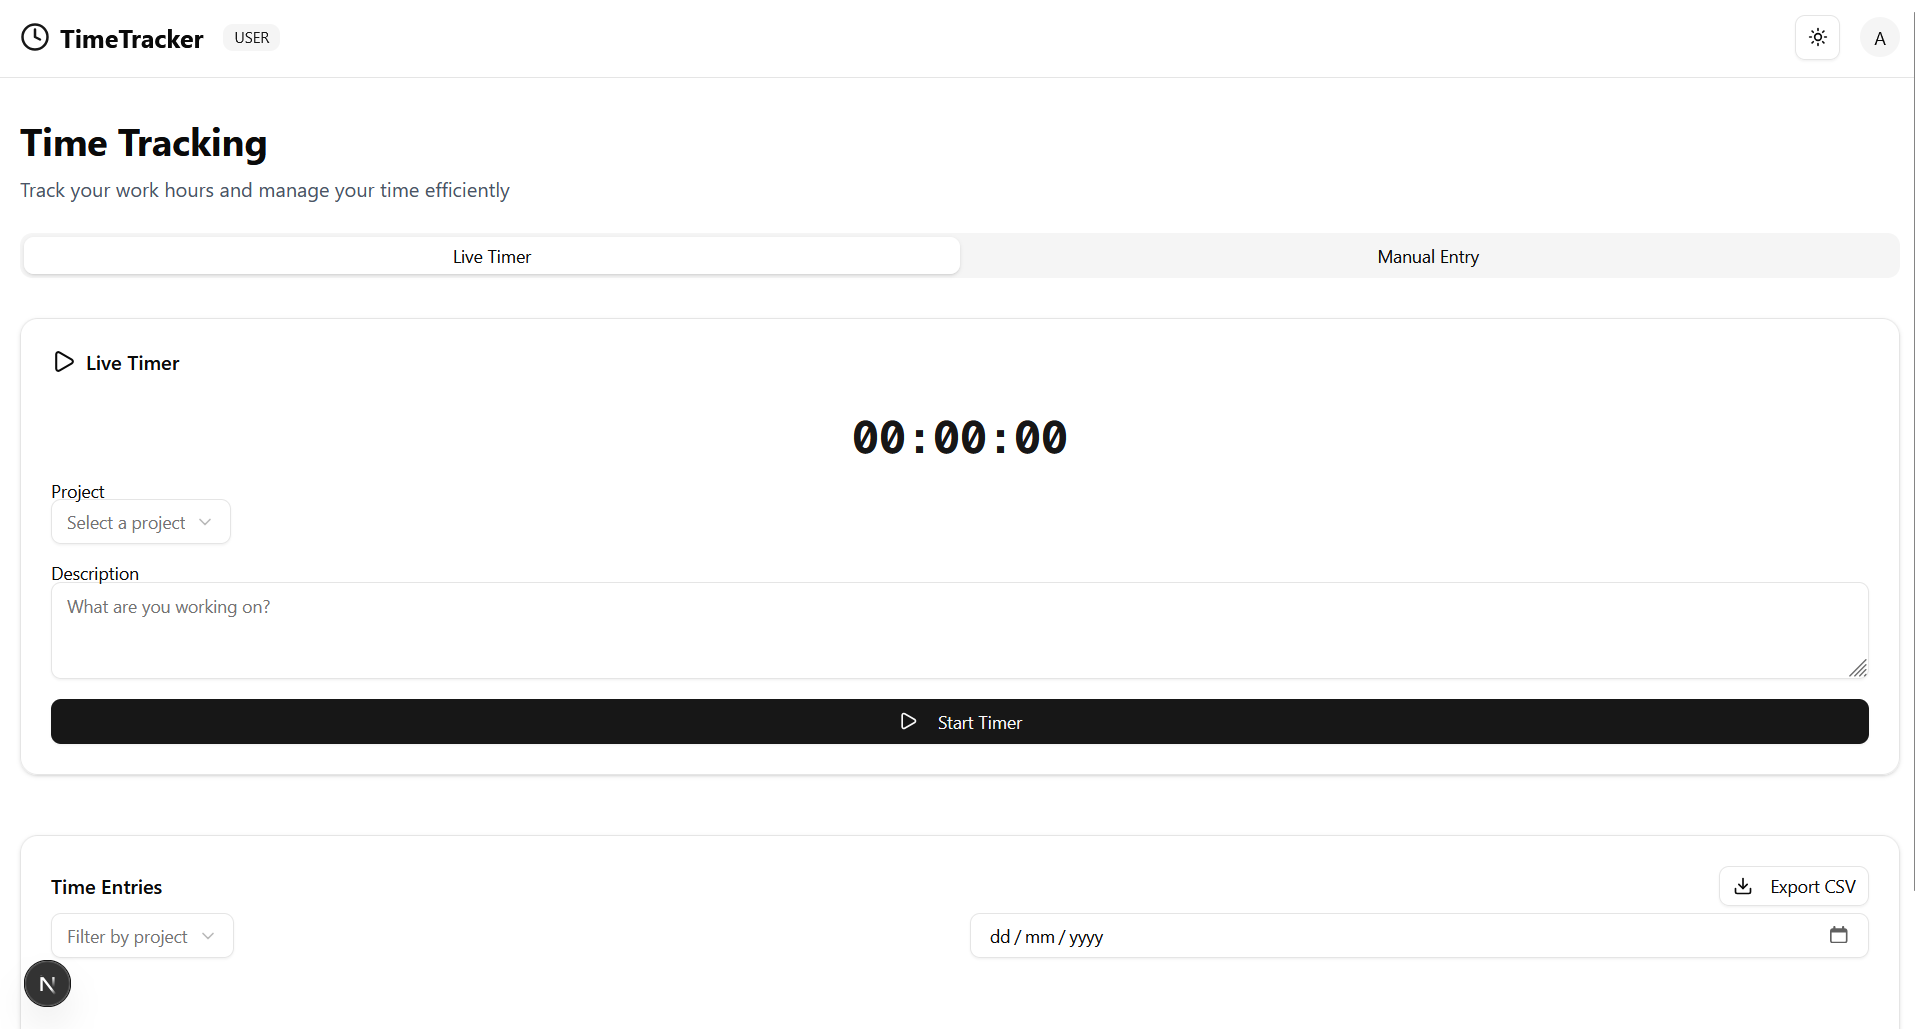 TimeTracker USER A
Time Tracking
Track your work hours and manage your time efficiently
Live Timer Manual Entry
Live Timer
00:00:00
Project
Select a project
Description
What are you working on?
Start Timer
Time Entries Export CSV
Filter by project dd/mm/yyyy
N